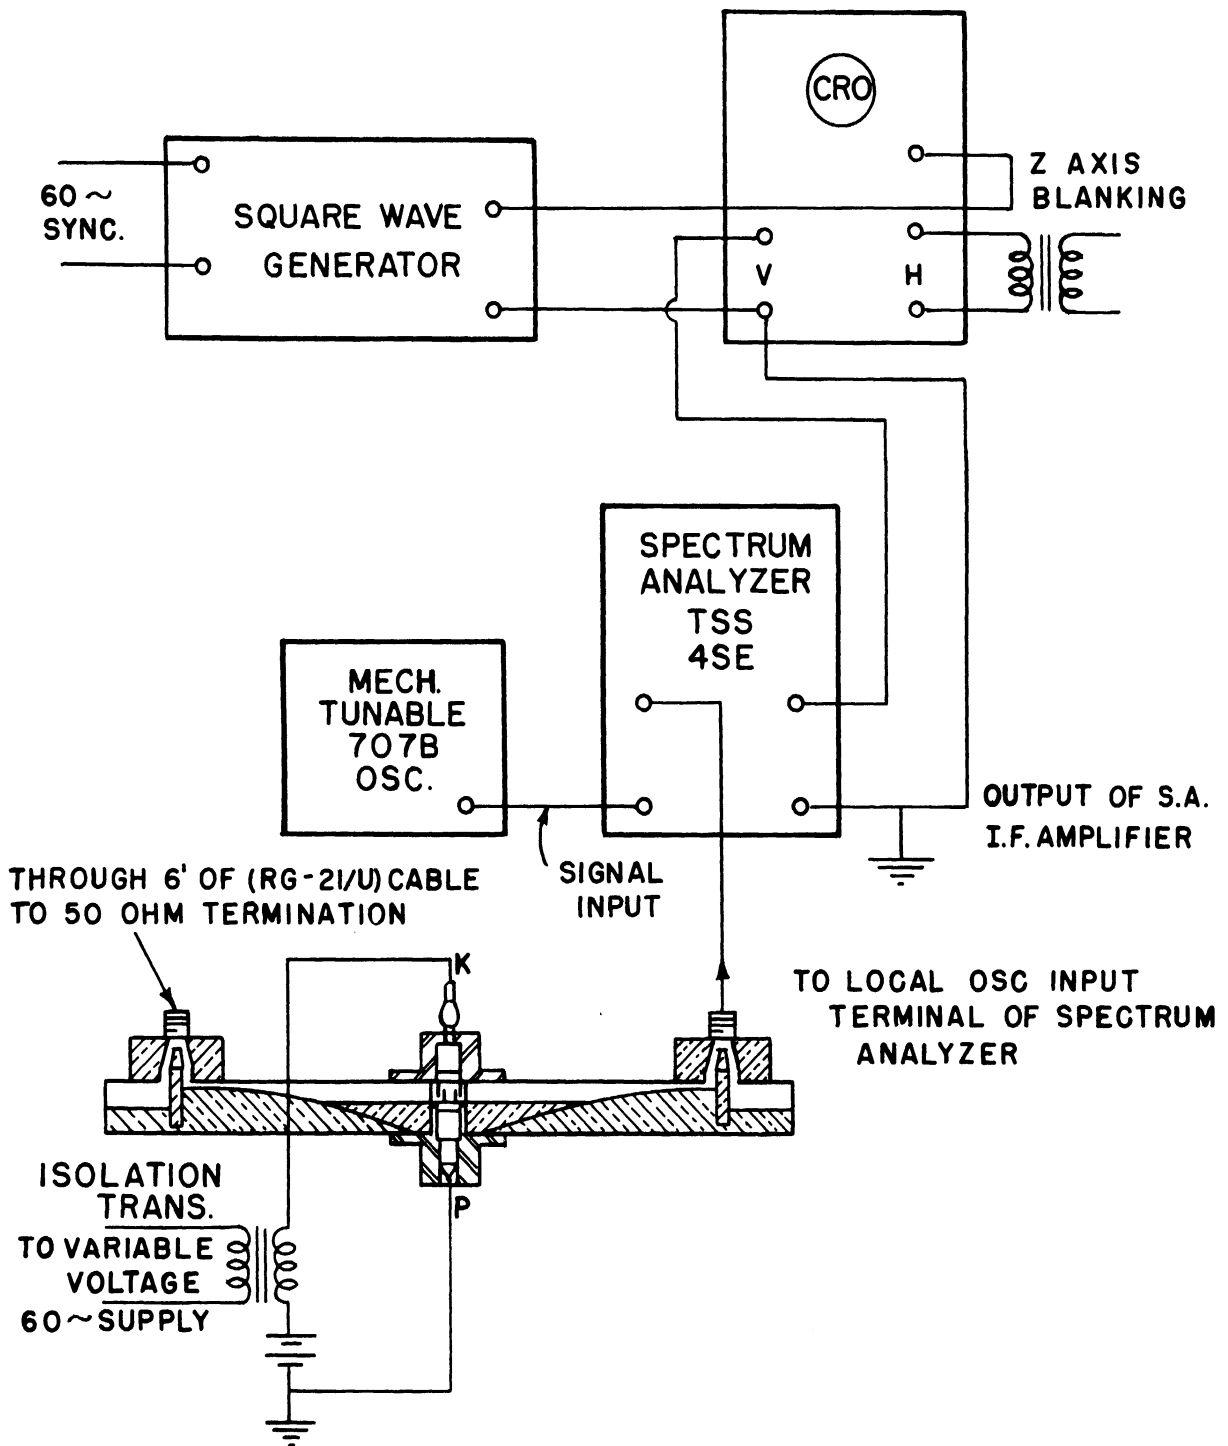 CRO
Z AXIS
BLANKING
60~
SYNC.
SQUARE WAVE
GENERATOR
V
H
SPECTRUM
ANALYZER
TSS
4SE
MECH.
TUNABLE
707B
OSC.
OUTPUT OF S.A.
I.F. AMPLIFIER
SIGNAL
INPUT
THROUGH 6' OF (RG-21/U) CABLE
TO 50 OHM TERMINATION
K
TO LOCAL OSC INPUT
TERMINAL OF SPECTRUM
ANALYZER
P
ISOLATION
TRANS.
TO VARIABLE
VOLTAGE
60~SUPPLY